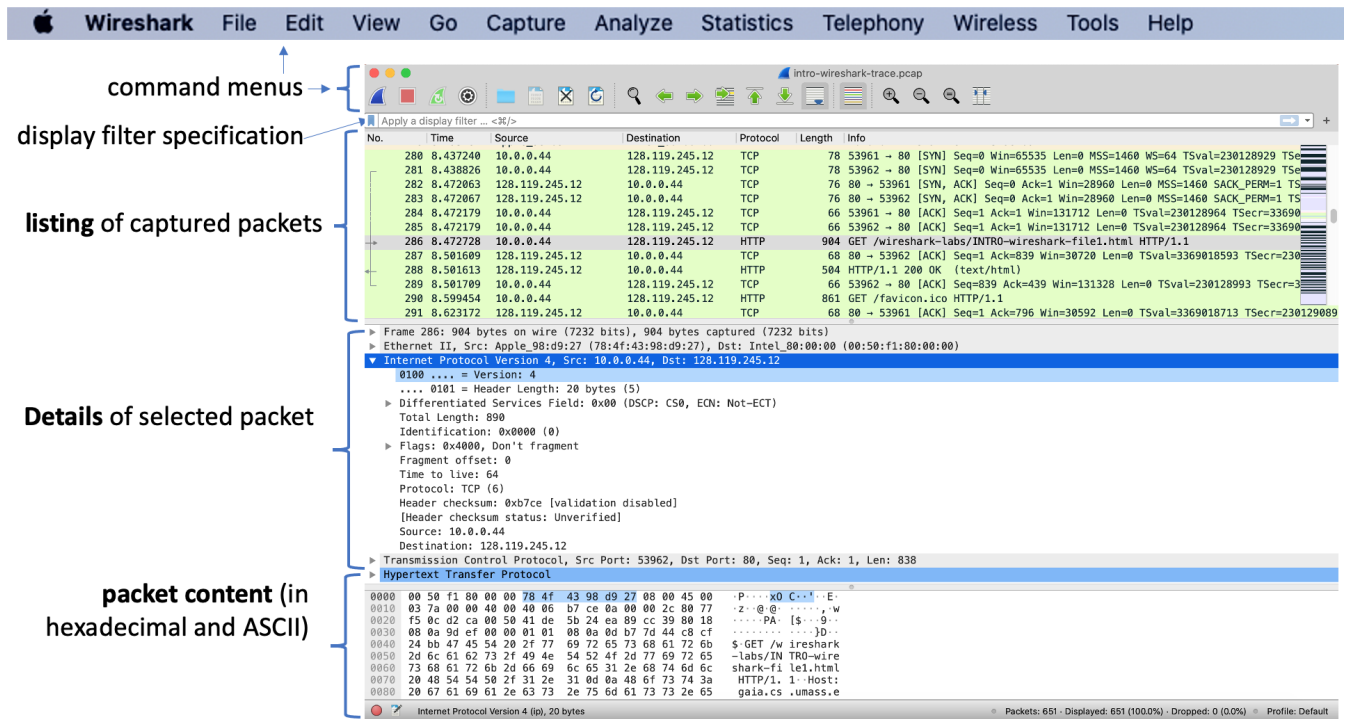 Wireshark File Edit View Go Capture Analyze Statistics Telephony Wireless Tools Help
command menus
intro-wireshark-trace.pcap
display filter specification
Apply a display filter ... <⌘/>
No. Time Source Destination Protocol Length Info
280 8.437240 10.0.0.44 128.119.245.12 TCP 78 53961 → 80 [SYN] Seq=0 Win=65535 Len=0 MSS=1460 WS=64 TSval=230128929 TSe
281 8.438826 10.0.0.44 128.119.245.12 TCP 78 53962 → 80 [SYN] Seq=0 Win=65535 Len=0 MSS=1460 WS=64 TSval=230128930 TSe
282 8.472063 128.119.245.12 10.0.0.44 TCP 76 80 → 53961 [SYN, ACK] Seq=0 Ack=1 Win=28960 Len=0 MSS=1460 SACK_PERM=1 TS
283 8.472067 128.119.245.12 10.0.0.44 TCP 76 80 → 53962 [SYN, ACK] Seq=0 Ack=1 Win=28960 Len=0 MSS=1460 SACK_PERM=1 TS
listing of captured packets
284 8.472179 10.0.0.44 128.119.245.12 TCP 66 53961 → 80 [ACK] Seq=1 Ack=1 Win=131712 Len=0 TSval=230128964 TSecr=33690
285 8.472179 10.0.0.44 128.119.245.12 TCP 66 53962 → 80 [ACK] Seq=1 Ack=1 Win=131712 Len=0 TSval=230128964 TSecr=33690
286 8.472728 10.0.0.44 128.119.245.12 HTTP 904 GET /wireshark-labs/INTRO-wireshark-file1.html HTTP/1.1
287 8.501609 128.119.245.12 10.0.0.44 TCP 68 80 → 53962 [ACK] Seq=1 Ack=839 Win=30720 Len=0 TSval=3369018593 TSecr=230
288 8.501613 128.119.245.12 10.0.0.44 HTTP 504 HTTP/1.1 200 OK (text/html)
289 8.501709 10.0.0.44 128.119.245.12 TCP 66 53962 → 80 [ACK] Seq=839 Ack=439 Win=131328 Len=0 TSval=230128993 TSecr=3
290 8.599454 10.0.0.44 128.119.245.12 HTTP 861 GET /favicon.ico HTTP/1.1
291 8.623172 128.119.245.12 10.0.0.44 TCP 68 80 → 53961 [ACK] Seq=1 Ack=796 Win=30592 Len=0 TSval=3369018713 TSecr=230129089
Frame 286: 904 bytes on wire (7232 bits), 904 bytes captured (7232 bits)
Ethernet II, Src: Apple_98:d9:27 (78:4f:43:98:d9:27), Dst: Intel_80:00:00 (00:50:f1:80:00:00)
Internet Protocol Version 4, Src: 10.0.0.44, Dst: 128.119.245.12
0100 .... = Version: 4
.... 0101 = Header Length: 20 bytes (5)
Differentiated Services Field: 0x00 (DSCP: CS0, ECN: Not-ECT)
Details of selected packet
Total Length: 890
Identification: 0x0000 (0)
Flags: 0x4000, Don't fragment
Fragment offset: 0
Time to live: 64
Protocol: TCP (6)
Header checksum: 0xb7ce [validation disabled]
[Header checksum status: Unverified]
Source: 10.0.0.44
Destination: 128.119.245.12
Transmission Control Protocol, Src Port: 53962, Dst Port: 80, Seq: 1, Ack: 1, Len: 838
Hypertext Transfer Protocol
packet content (in
hexadecimal and ASCII)
0000 00 50 f1 80 00 00 78 4f 43 98 d9 27 08 00 45 00 ·P····xO C··'··E·
0010 03 7a 00 00 40 00 40 06 b7 ce 0a 00 00 2c 80 77 ·z··@·@· ·····,·w
0020 f5 0c d2 ca 00 50 41 de 5b 24 ea 89 cc 39 80 18 ·····PA· [$···9··
0030 08 0a 9d ef 00 00 01 01 08 0a 0d b7 7d 44 c8 cf ········ ····}D··
0040 24 bb 47 45 54 20 2f 77 69 72 65 73 68 61 72 6b $·GET /w ireshark
0050 2d 6c 61 62 73 2f 49 4e 54 52 4f 2d 77 69 72 65 -labs/IN TRO-wire
0060 73 68 61 72 6b 2d 66 69 6c 65 31 2e 68 74 6d 6c shark-fi le1.html
0070 20 48 54 54 50 2f 31 2e 31 0d 0a 48 6f 73 74 3a HTTP/1. 1··Host:
0080 20 67 61 69 61 2e 63 73 2e 75 6d 61 73 73 2e 65 gaia.cs .umass.e
Internet Protocol Version 4 (ip), 20 bytes Packets: 651 · Displayed: 651 (100.0%) · Dropped: 0 (0.0%) Profile: Default